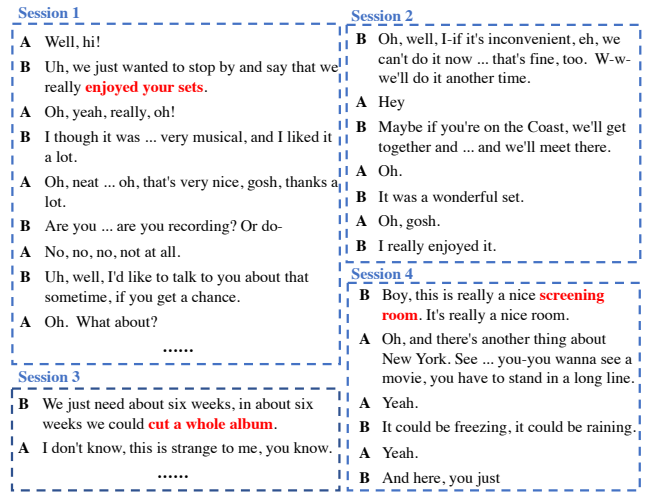 Session 1
A Well, hi!
B Uh, we just wanted to stop by and say that we
really enjoyed your sets.
A Oh, yeah, really, oh!
B I though it was ... very musical, and I liked it
a lot.
A Oh, neat ... oh, that's very nice, gosh, thanks a
lot.
B Are you ... are you recording? Or do-
A No, no, no, not at all.
B Uh, well, I'd like to talk to you about that
sometime, if you get a chance.
A Oh. What about?
......
Session 2
B Oh, well, I-if it's inconvenient, eh, we
can't do it now ... that's fine, too. W-w-
we'll do it another time.
A Hey
B Maybe if you're on the Coast, we'll get
together and ... and we'll meet there.
A Oh.
B It was a wonderful set.
A Oh, gosh.
B I really enjoyed it.
Session 3
B We just need about six weeks, in about six
weeks we could cut a whole album.
A I don't know, this is strange to me, you know.
......
Session 4
B Boy, this is really a nice screening
room. It's really a nice room.
A Oh, and there's another thing about
New York. See ... you-you wanna see a
movie, you have to stand in a long line.
A Yeah.
B It could be freezing, it could be raining.
A Yeah.
B And here, you just